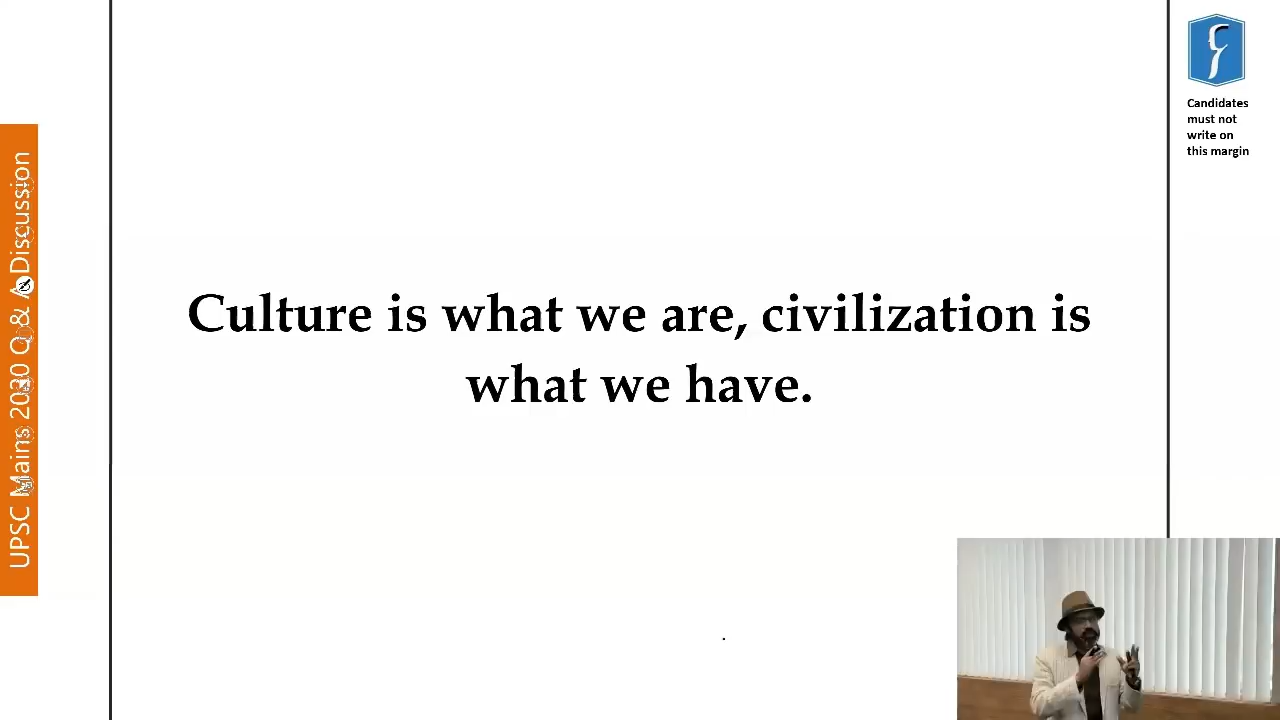 UPSC Mains 2020 Q & A Discussion
Culture is what we are, civilization is
what we have.
Candidates
must not
write on
this margin